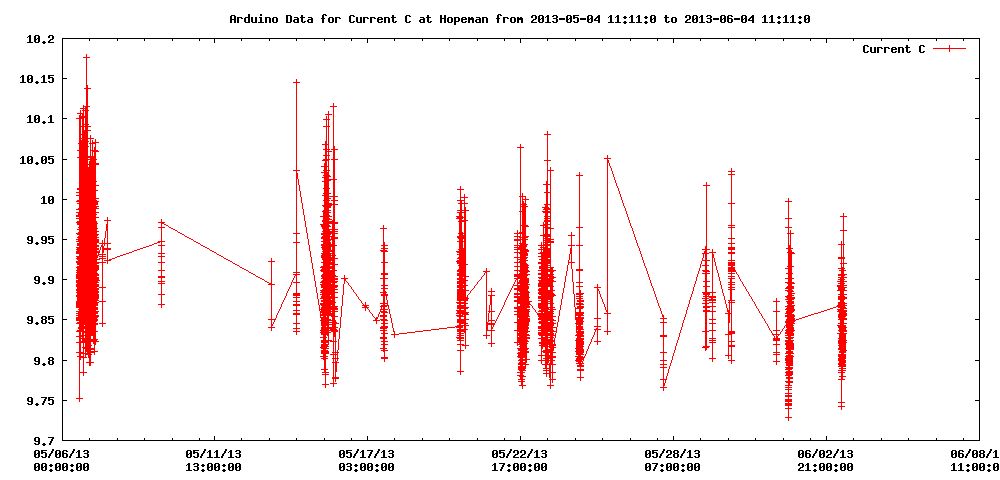 Arduino Data for Current C at Hopeman from 2013-05-04 11:11:0 to 2013-06-04 11:11:0
Current C
10.2
10.15
10.1
10.05
10
9.95
9.9
9.85
9.8
9.75
9.7
05/06/13 05/11/13 05/17/13 05/22/13 05/28/13 06/02/13 06/08/1
00:00:00 13:00:00 03:00:00 17:00:00 07:00:00 21:00:00 11:00:0